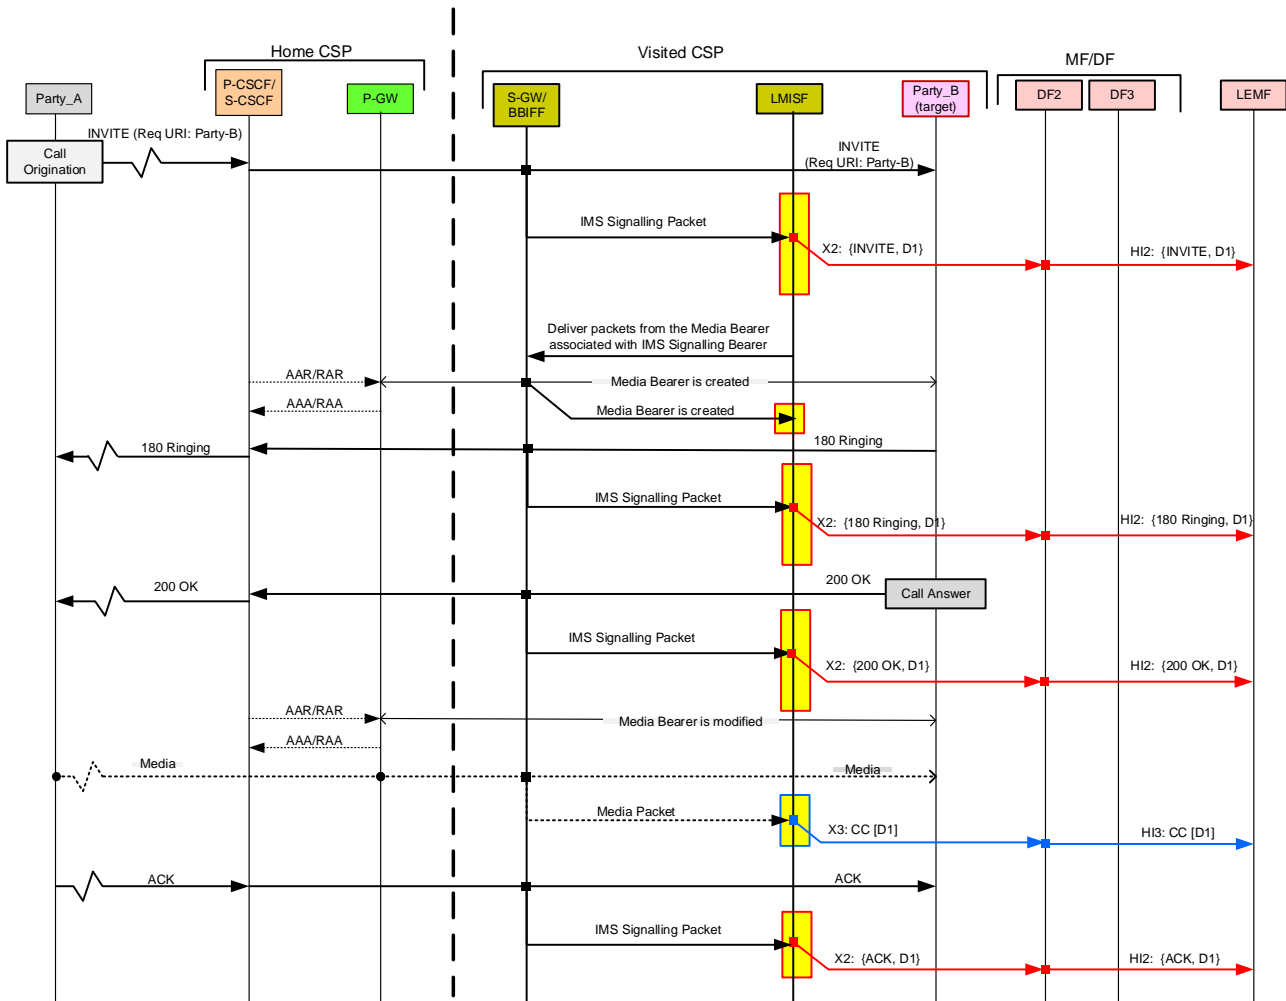 Home CSP
Visited CSP
MF/DF
Party_A
P-CSCF/
S-CSCF
P-GW
S-GW/
BBIFF
LMISF
Party_B
(target)
DF2
DF3
LEMF
INVITE (Req URI: Party-B)
Call
Origination
INVITE
(Req URI: Party-B)
IMS Signalling Packet
X2: {INVITE, D1}
HI2: {INVITE, D1}
Deliver packets from the Media Bearer
associated with IMS Signalling Bearer
AAR/RAR
Media Bearer is created
AAA/RAA
Media Bearer is created
180 Ringing
180 Ringing
IMS Signalling Packet
X2: {180 Ringing, D1}
HI2: {180 Ringing, D1}
200 OK
200 OK
Call Answer
IMS Signalling Packet
X2: {200 OK, D1}
HI2: {200 OK, D1}
AAR/RAR
Media Bearer is modified
AAA/RAA
Media
Media
Media Packet
X3: CC [D1]
HI3: CC [D1]
ACK
ACK
IMS Signalling Packet
X2: {ACK, D1}
HI2: {ACK, D1}